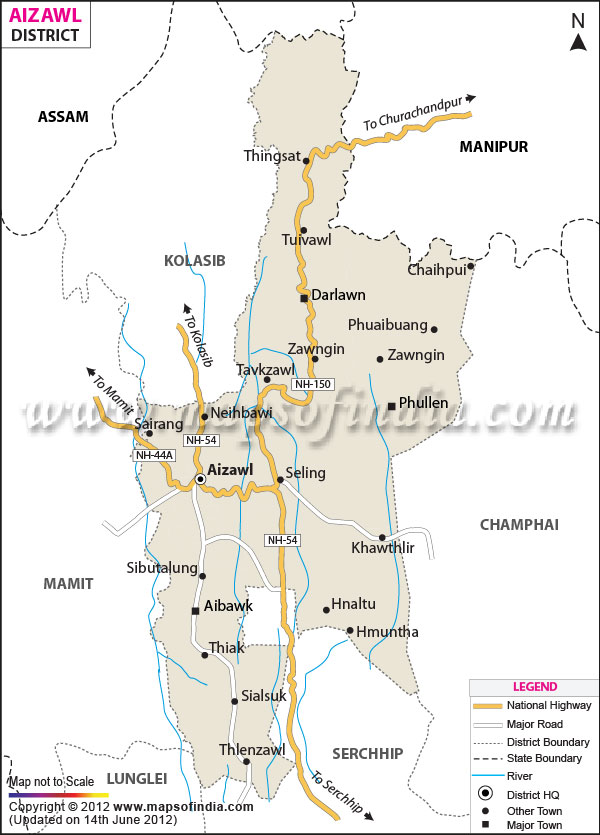 AIZAWL
DISTRICT
N
ASSAM
To Churachandpur
MANIPUR
Thingsat
Tuivawl
KOLASIB
Chaihpui
Darlawn
To Kolasib
Phuaibuang
Zawngin
Zawngin
Tavkzawl
NH-150
To Mamit
www.mapsofindia.com
Phullen
Neihbawi
Sairang
NH-54
NH-44A
Aizawl
Seling
CHAMPHAI
NH-54
Khawthlir
Sibutalung
MAMIT
Aibawk
Hnaltu
Hmuntha
Thiak
Sialsuk
Thlenzawl
SERCHHIP
LUNGLEI
To Serchhip
LEGEND
National Highway
Major Road
District Boundary
State Boundary
River
District HQ
Other Town
Major Town
Map not to Scale
Copyright © 2012 www.mapsofindia.com
(Updated on 14th June 2012)